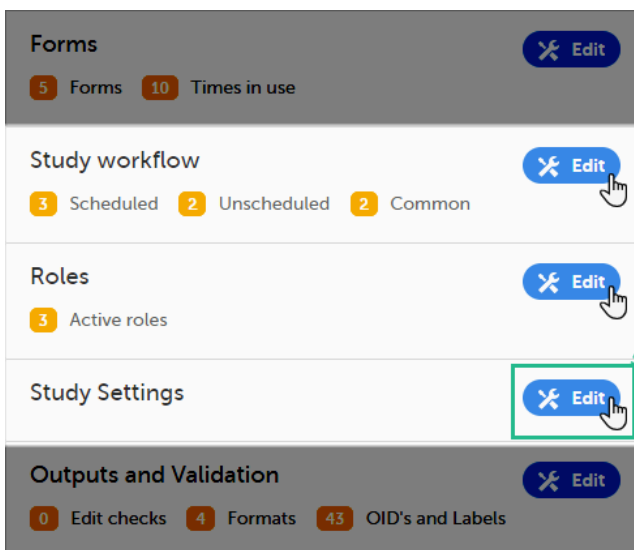 Forms
Edit
5 Forms 10 Times in use
Study workflow
Edit
3 Scheduled 2 Unscheduled 2 Common
Roles
Edit
3 Active roles
Study Settings
Edit
Outputs and Validation
Edit
0 Edit checks 4 Formats 43 OID's and Labels